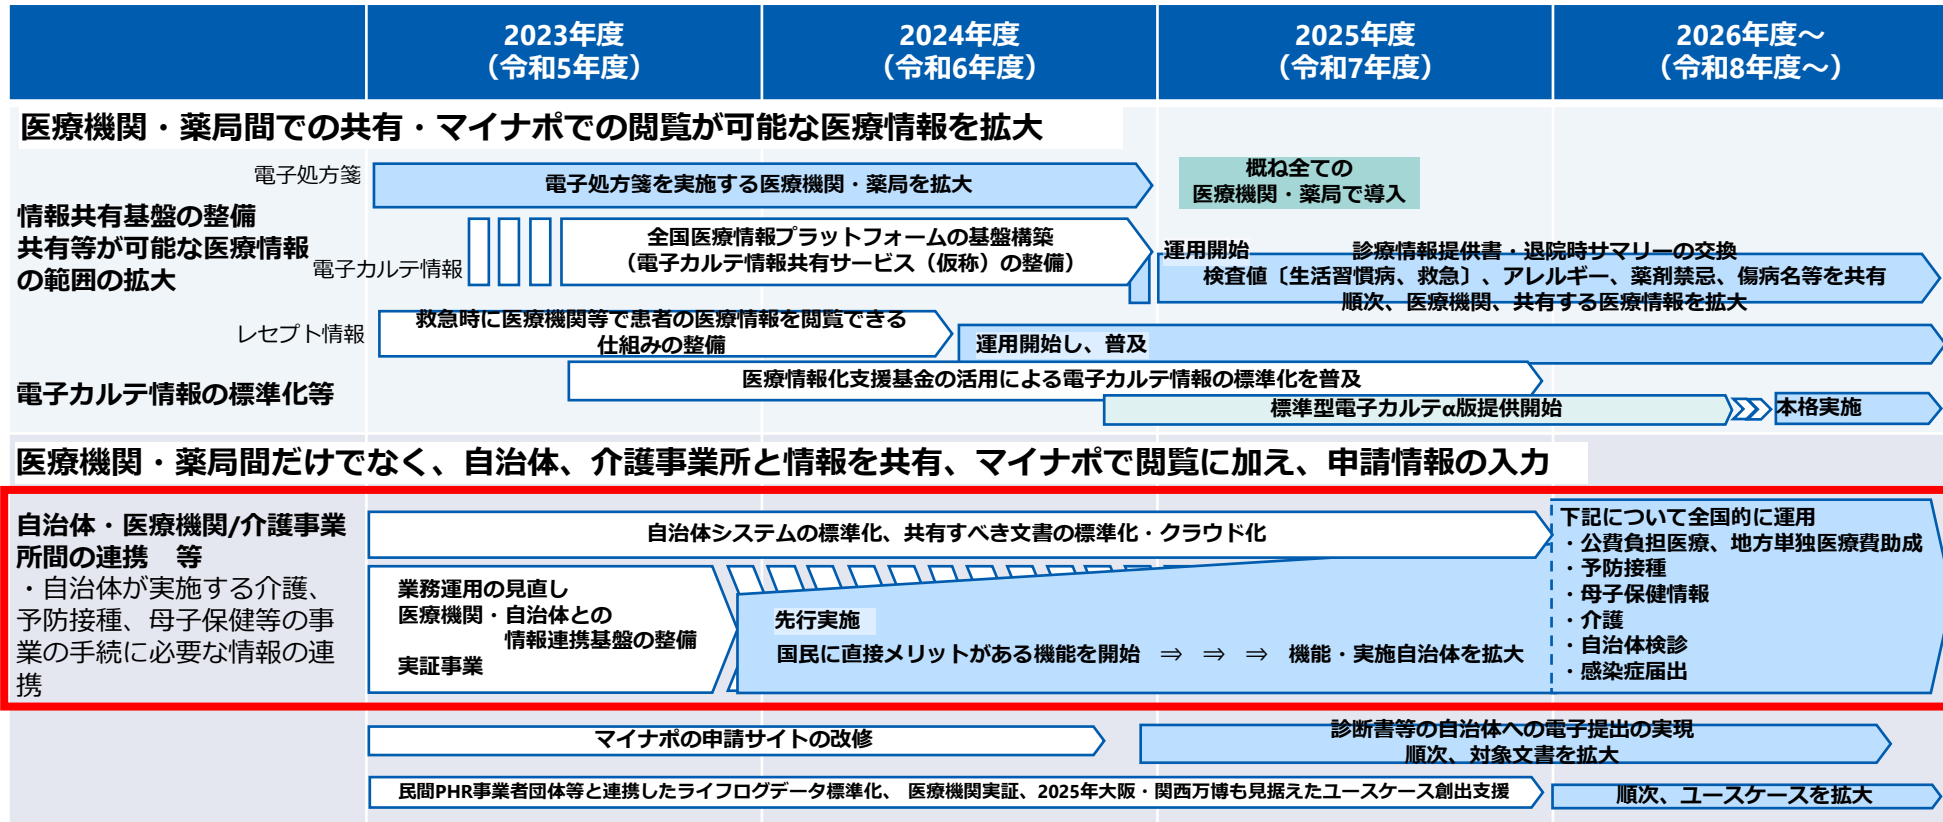 2023年度
（令和5年度）
2024年度
（令和6年度）
2025年度
（令和7年度）
2026年度～
（令和8年度～）
医療機関・薬局間での共有・マイナポでの閲覧が可能な医療情報を拡大
電子処方箋
電子処方箋を実施する医療機関・薬局を拡大
概ね全ての
医療機関・薬局で導入
情報共有基盤の整備
共有等が可能な医療情報
の範囲の拡大
電子カルテ情報
全国医療情報プラットフォームの基盤構築
（電子カルテ情報共有サービス（仮称）の整備）
運用開始
診療情報提供書・退院時サマリーの交換
検査値〔生活習慣病、救急〕、アレルギー、薬剤禁忌、傷病名等を共有
順次、医療機関、共有する医療情報を拡大
レセプト情報
救急時に医療機関等で患者の医療情報を閲覧できる
仕組みの整備
運用開始し、普及
電子カルテ情報の標準化等
医療情報化支援基金の活用による電子カルテ情報の標準化を普及
標準型電子カルテα版提供開始
本格実施
医療機関・薬局間だけでなく、自治体、介護事業所と情報を共有、マイナポで閲覧に加え、申請情報の入力
自治体・医療機関/介護事業
所間の連携　等
・自治体が実施する介護、
予防接種、母子保健等の事
業の手続に必要な情報の連
携
自治体システムの標準化、共有すべき文書の標準化・クラウド化
業務運用の見直し
医療機関・自治体との
情報連携基盤の整備
実証事業
先行実施
国民に直接メリットがある機能を開始　⇒　⇒　⇒　機能・実施自治体を拡大
下記について全国的に運用
・公費負担医療、地方単独医療費助成
・予防接種
・母子保健情報
・介護
・自治体検診
・感染症届出
マイナポの申請サイトの改修
診断書等の自治体への電子提出の実現
順次、対象文書を拡大
民間PHR事業者団体等と連携したライフログデータ標準化、 医療機関実証、2025年大阪・関西万博も見据えたユースケース創出支援
順次、ユースケースを拡大